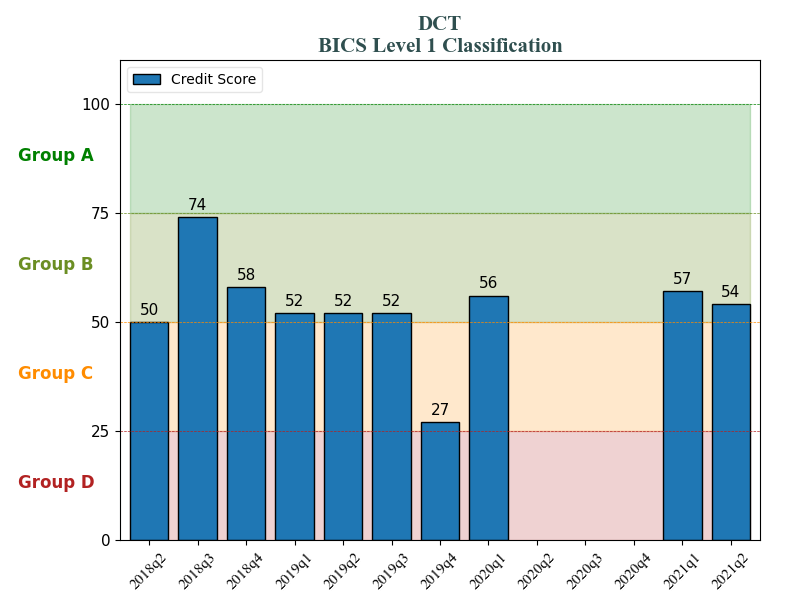 DCT
BICS Level 1 Classification
Credit Score
100
Group A
75
74
Group B
58
56
57
54
52
52
52
50
50
Group C
27
25
Group D
0
2018q2
2018q3
2018q4
2019q1
2019q2
2019q3
2019q4
2020q1
2020q2
2020q3
2020q4
2021q1
2021q2